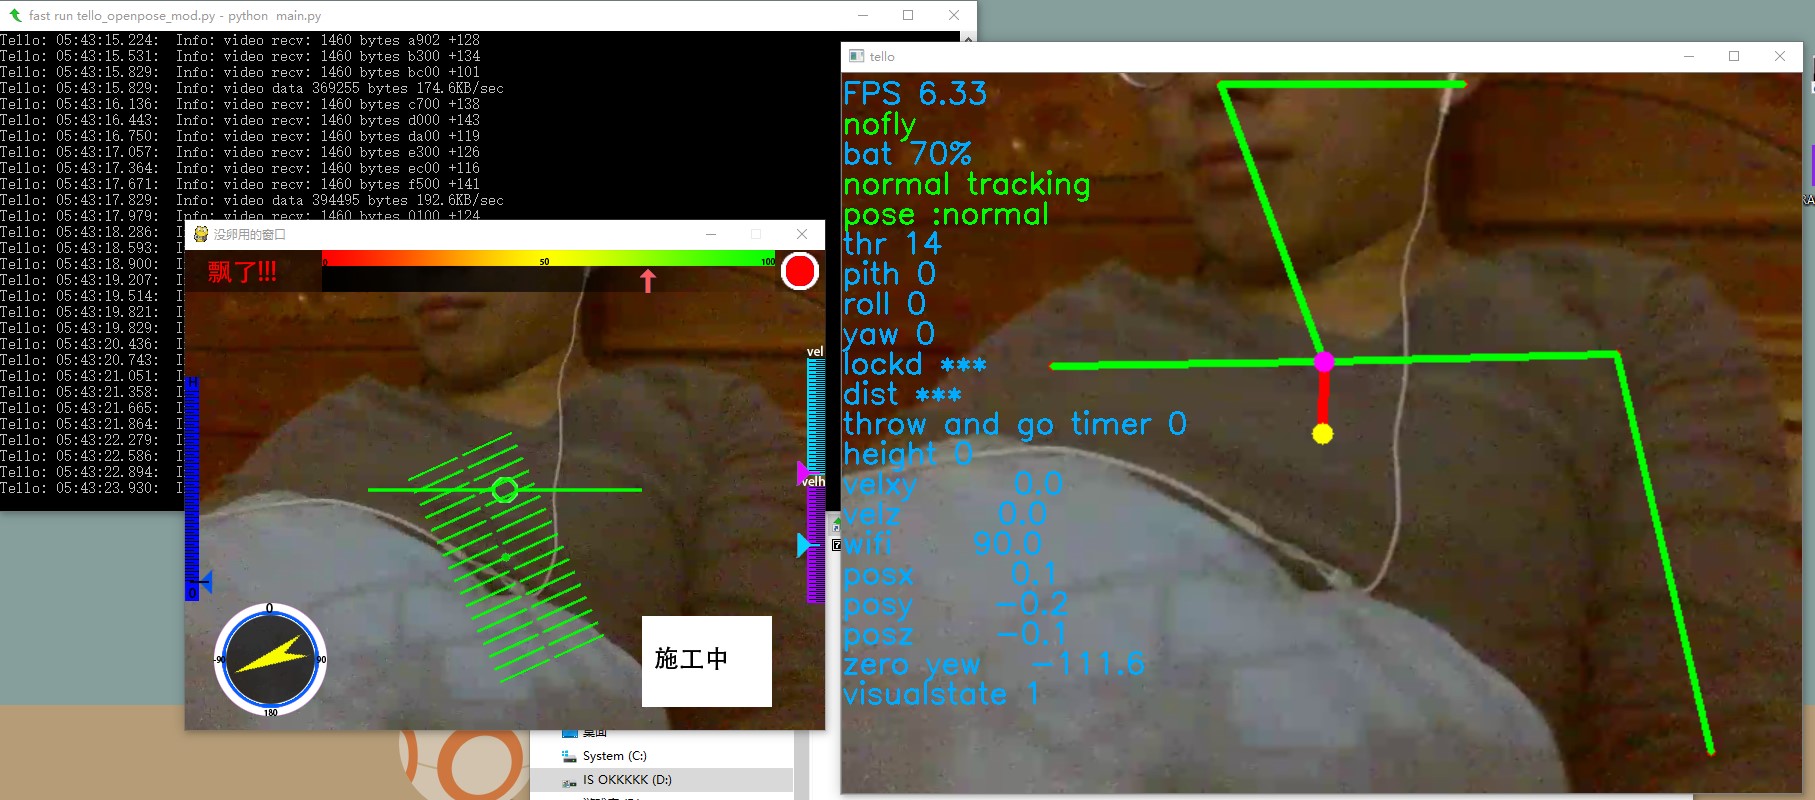 fast run tello_openpose_mod.py - python  main.py
Tello: 05:43:15.224:  Info: video recv: 1460 bytes a902 +128
Tello: 05:43:15.531:  Info: video recv: 1460 bytes b300 +134
Tello: 05:43:15.829:  Info: video recv: 1460 bytes bc00 +101
Tello: 05:43:15.829:  Info: video data 369255 bytes 174.6KB/sec
Tello: 05:43:16.136:  Info: video recv: 1460 bytes c700 +138
Tello: 05:43:16.443:  Info: video recv: 1460 bytes d000 +143
Tello: 05:43:16.750:  Info: video recv: 1460 bytes da00 +119
Tello: 05:43:17.057:  Info: video recv: 1460 bytes e300 +126
Tello: 05:43:17.364:  Info: video recv: 1460 bytes ec00 +116
Tello: 05:43:17.671:  Info: video recv: 1460 bytes f500 +141
Tello: 05:43:17.829:  Info: video data 394495 bytes 192.6KB/sec
Tello: 05:43:17.979:  Info: video recv: 1460 bytes 0100 +124
Tello: 05:43:18.286:  I
Tello: 05:43:18.593:  I
Tello: 05:43:18.900:  I
Tello: 05:43:19.207:  I
Tello: 05:43:19.514:  I
Tello: 05:43:19.821:  I
Tello: 05:43:19.829:  I
Tello: 05:43:20.436:  I
Tello: 05:43:20.743:  I
Tello: 05:43:21.051:  I
Tello: 05:43:21.358:  I
Tello: 05:43:21.665:  I
Tello: 05:43:21.864:  I
Tello: 05:43:22.279:  I
Tello: 05:43:22.586:  I
Tello: 05:43:22.894:  I
Tello: 05:43:23.930:  I
没卵用的窗口
飘了!!!
0 50 100
vel
velh
H
0
0
-90 90
180
施工中
桌面
System (C:)
IS OKKKKK (D:)
tello
FPS 6.33
nofly
bat 70%
normal tracking
pose :normal
thr 14
pith 0
roll 0
yaw 0
lockd ***
dist ***
throw and go timer 0
height 0
velxy 0.0
velz 0.0
wifi 90.0
posx 0.1
posy -0.2
posz -0.1
zero yew -111.6
visualstate 1